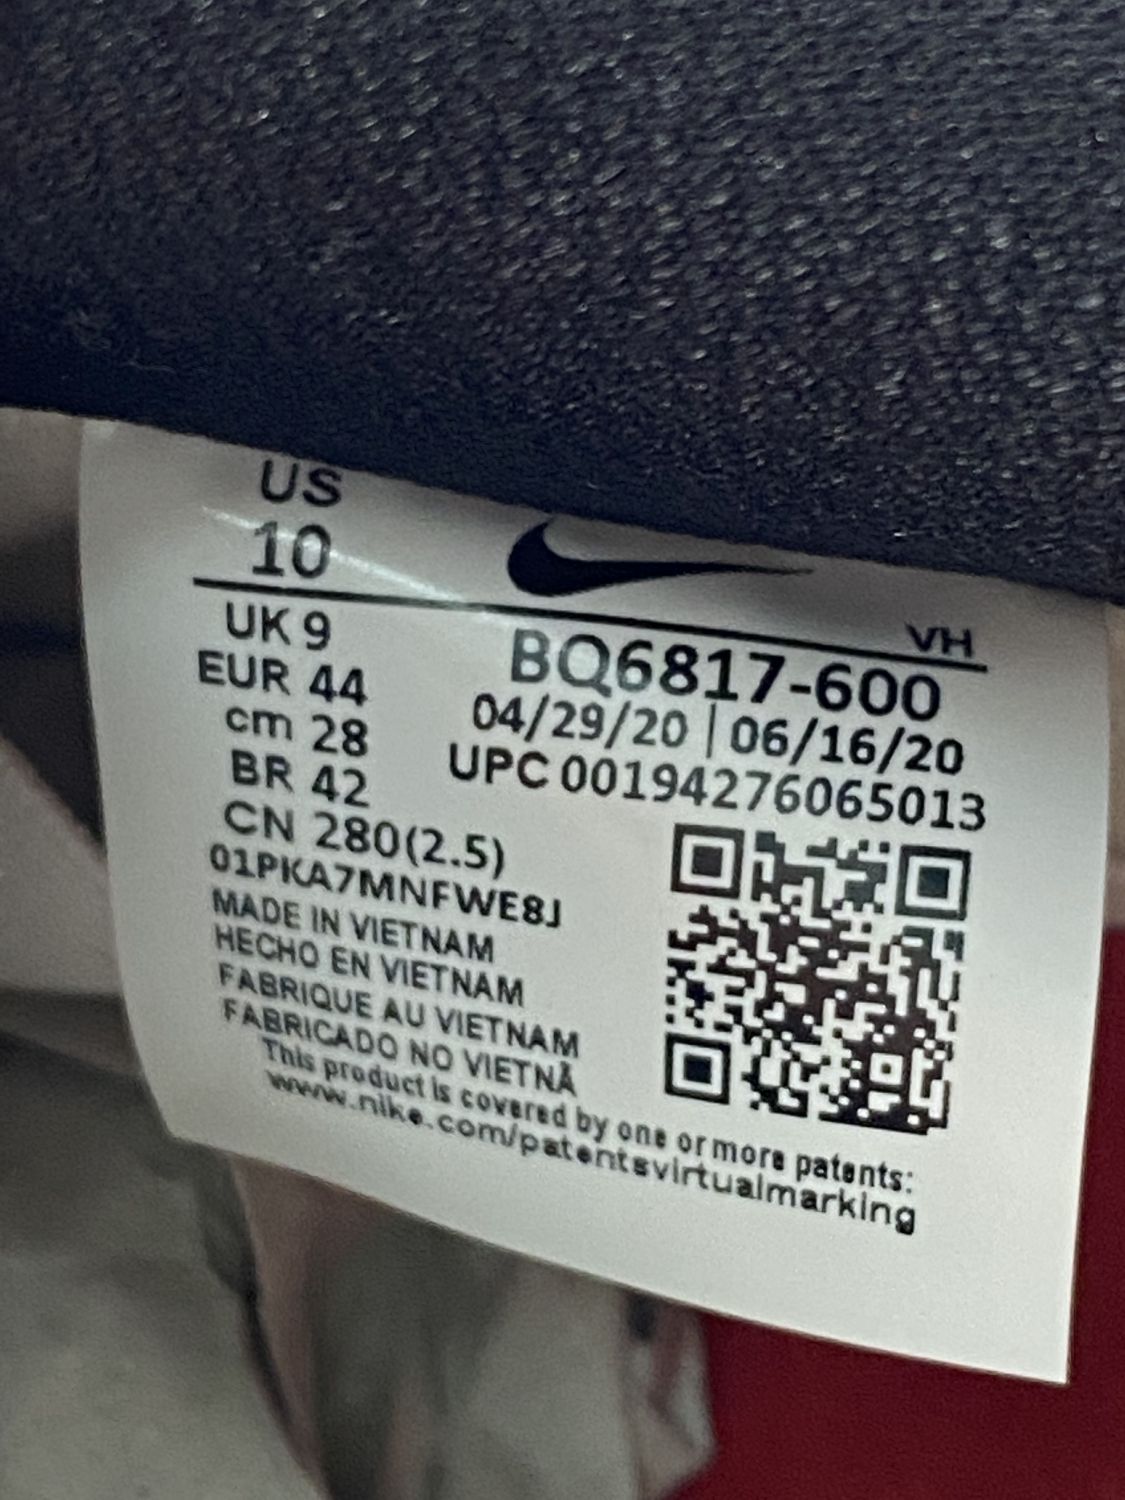 US
10
VH
UK 9
EUR 44
cm 28
BR 42
CN 280(2.5)
BQ6817-600
04/29/20 | 06/16/20
UPC 00194276065013
01PKA7MNFWE8J
MADE IN VIETNAM
HECHO EN VIETNAM
FABRIQUE AU VIETNAM
FABRICADO NO VIETNÃ
This product is covered by one or more patents:
www.nike.com/patentsvirtualmarking